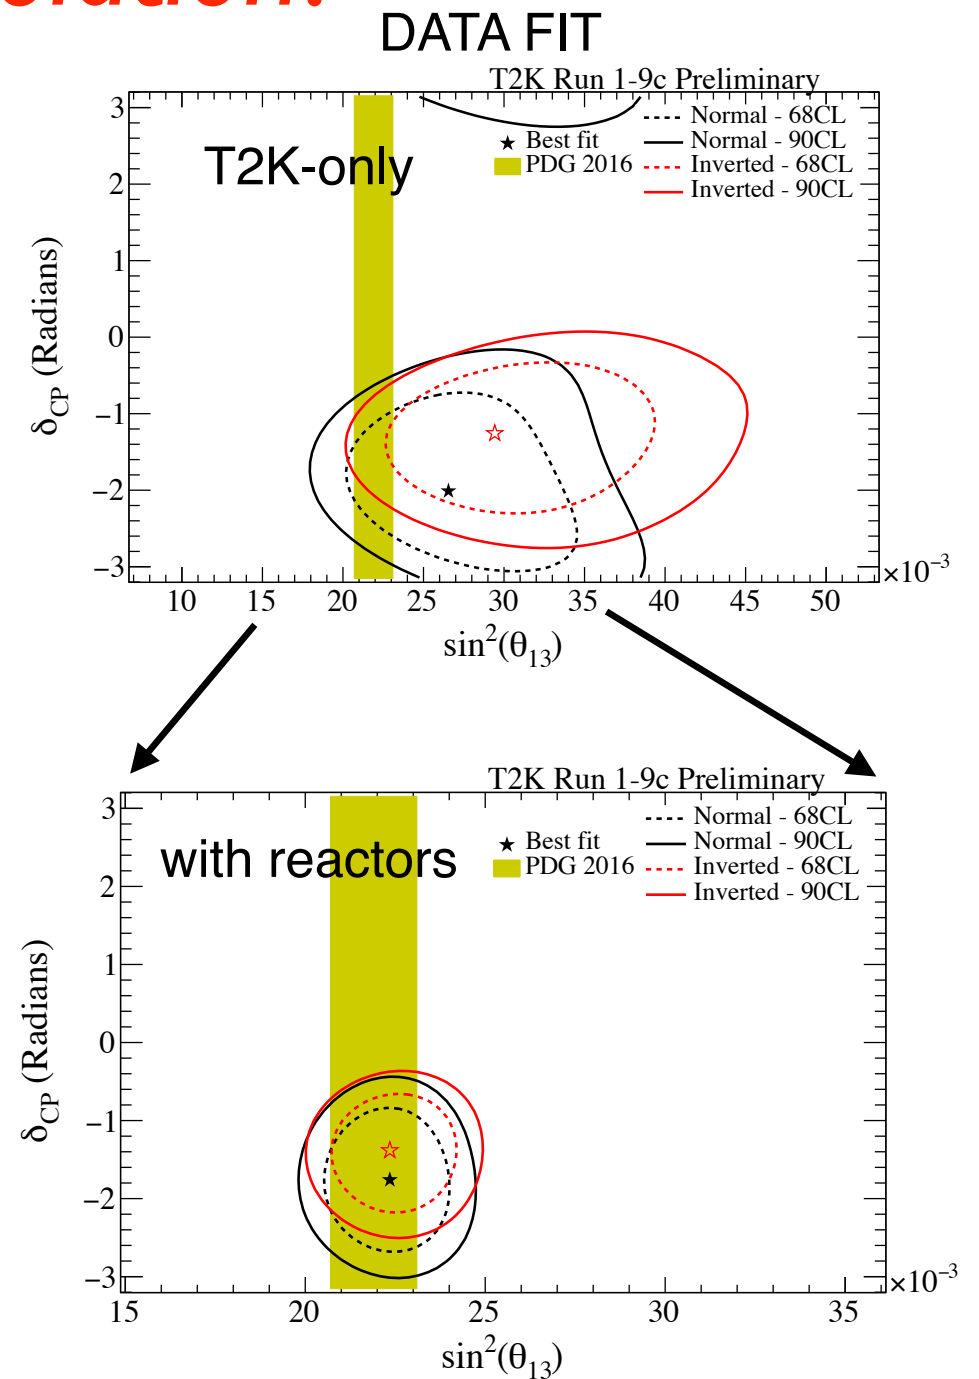 DATA FIT
T2K Run 1-9c Preliminary
T2K-only
Best fit
PDG 2016
Normal - 68CL
Normal - 90CL
Inverted - 68CL
Inverted - 90CL
δCP (Radians)
3
2
1
0
−1
−2
−3
10 15 20 25 30 35 40 45 50
×10−3
sin2(θ13)
T2K Run 1-9c Preliminary
with reactors
Best fit
PDG 2016
Normal - 68CL
Normal - 90CL
Inverted - 68CL
Inverted - 90CL
δCP (Radians)
3
2
1
0
−1
−2
−3
15 20 25 30 35
×10−3
sin2(θ13)